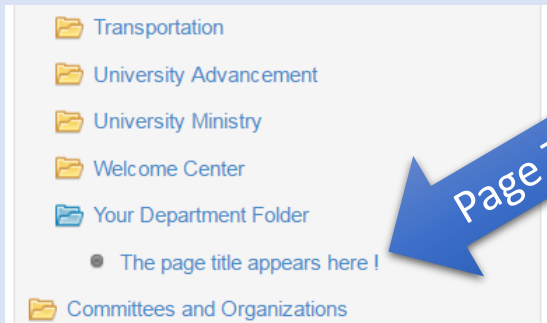 Transportation
University Advancement
University Ministry
Welcome Center
Page
Your Department Folder
The page title appears here !
Committees and Organizations